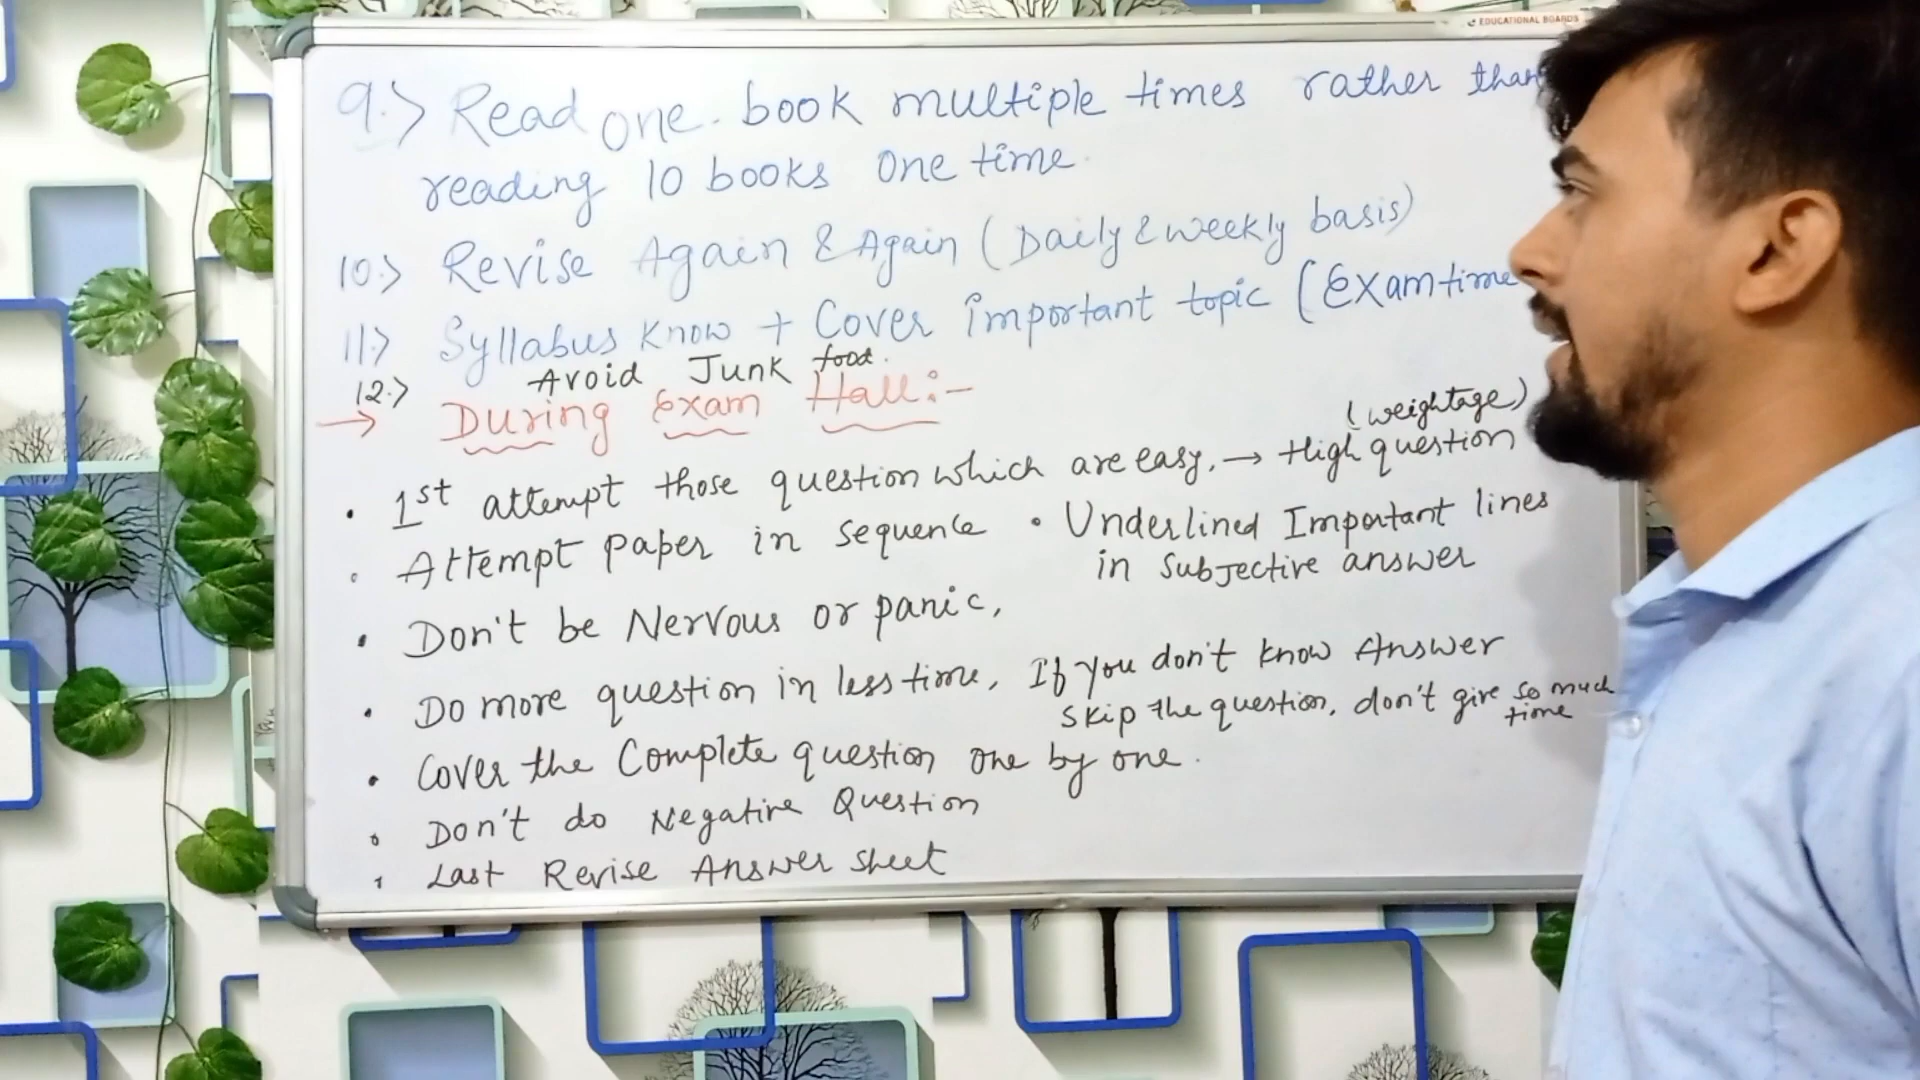 EDUCATIONAL BOARDS
9.> Read one book multiple times rather than
reading 10 books one time.
10.> Revise Again & Again (Daily & weekly basis)
11.> Syllabus know + Cover important topic (Exam time
12.> Avoid Junk food.
→ During Exam Hall:-
(weightage)
• 1st attempt those question which are easy, → High question
• Attempt paper in sequence • Underlined Important lines
in Subjective answer
• Don't be Nervous or panic,
• Do more question in less time, If you don't know Answer
Skip the question, don't give so much
time
• Cover the Complete question one by one.
• Don't do Negative Question
• Last Revise Answer sheet